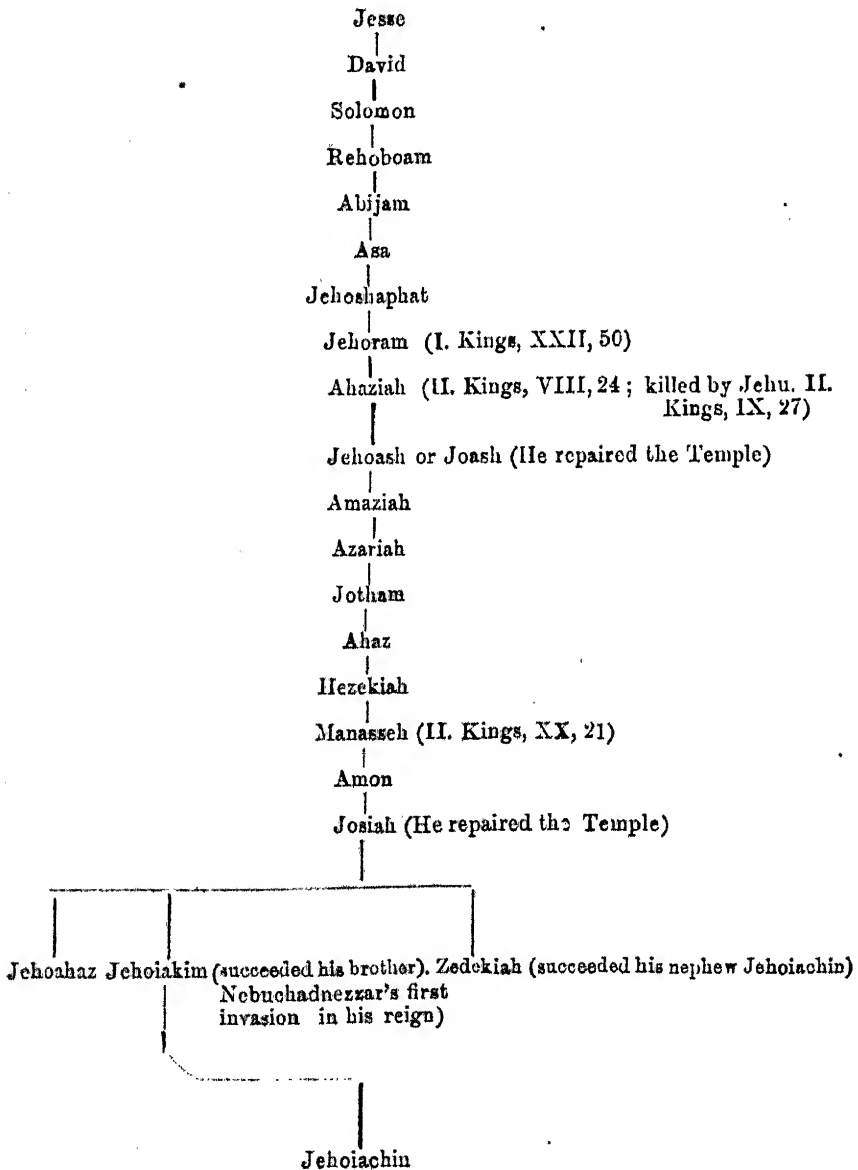 Jesse
David
Solomon
Rehoboam
Abijam
Asa
Jehoshaphat
Jehoram (I. Kings, XXII, 50)
Ahaziah (II. Kings, VIII, 24 ; killed by Jehu. II.
Kings, IX, 27)
Jehoash or Joash (He repaired the Temple)
Amaziah
Azariah
Jotham
Ahaz
Hezekiah
Manasseh (II. Kings, XX, 21)
Amon
Josiah (He repaired the Temple)
Jehoahaz Jehoiakim (succeeded his brother). Zedekiah (succeeded his nephew Jehoiachin)
Nebuchadnezzar's first
invasion in his reign)
Jehoiachin